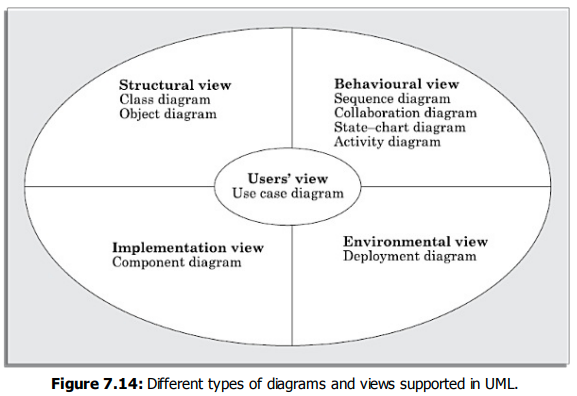 Structural view
Class diagram
Object diagram
Behavioural view
Sequence diagram
Collaboration diagram
State–chart diagram
Activity diagram
Users' view
Use case diagram
Implementation view
Component diagram
Environmental view
Deployment diagram
Figure 7.14: Different types of diagrams and views supported in UML.